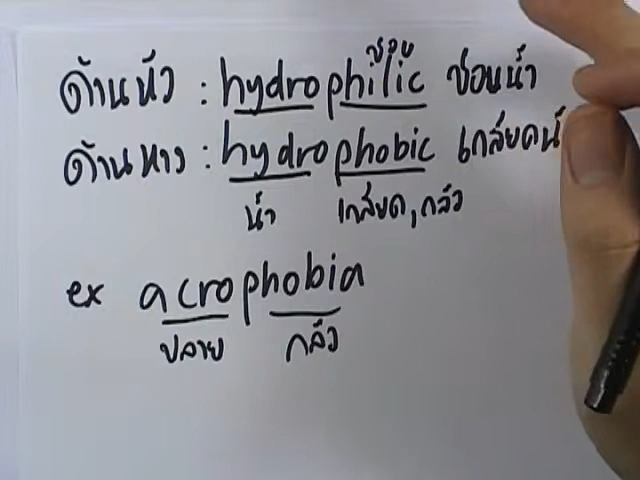 ชอบ
ด้านหัว : hydrophilic ชอบน้ำ
ด้านหาง : hydrophobic เกลียดน้
น้ำ เกลียด, กลัว
ex acrophobia
ปลาย กลัว